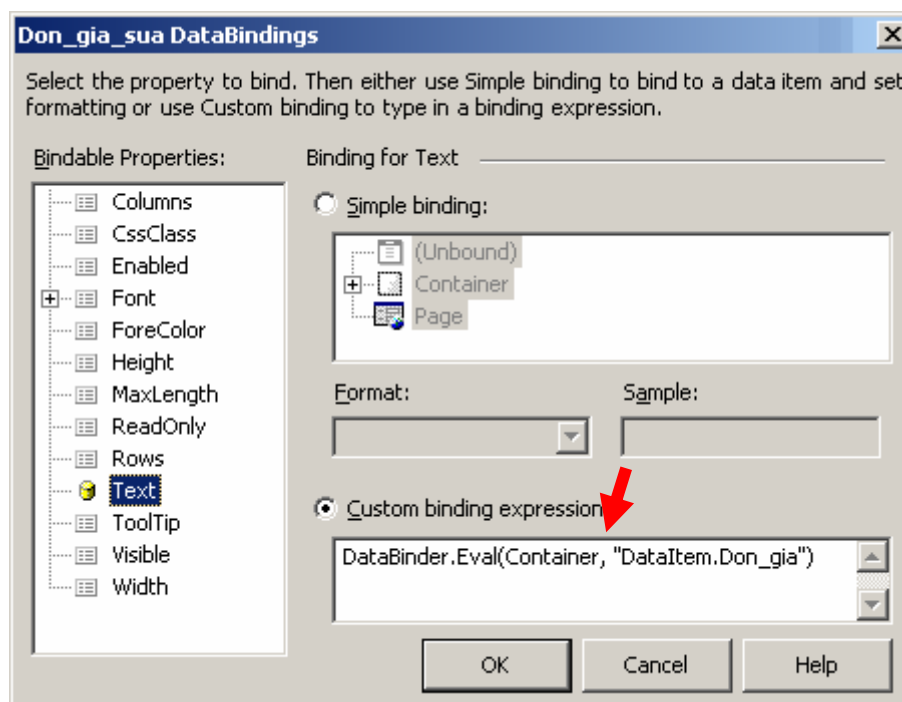 Don_gia_sua DataBindings
Select the property to bind. Then either use Simple binding to bind to a data item and set
formatting or use Custom binding to type in a binding expression.
Bindable Properties:
Columns
CssClass
Enabled
Font
ForeColor
Height
MaxLength
ReadOnly
Rows
Text
ToolTip
Visible
Width
Binding for Text
Simple binding:
(Unbound)
Container
Page
Format:
Sample:
Custom binding expression
DataBinder.Eval(Container, "DataItem.Don_gia")
OK
Cancel
Help